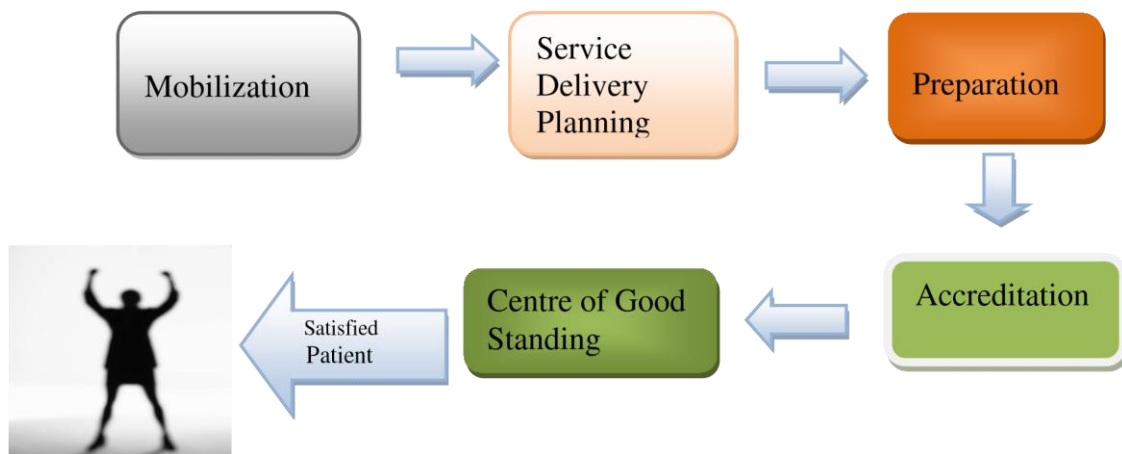 Mobilization
Service
Delivery
Planning
Preparation
Accreditation
Centre of Good
Standing
Satisfied
Patient